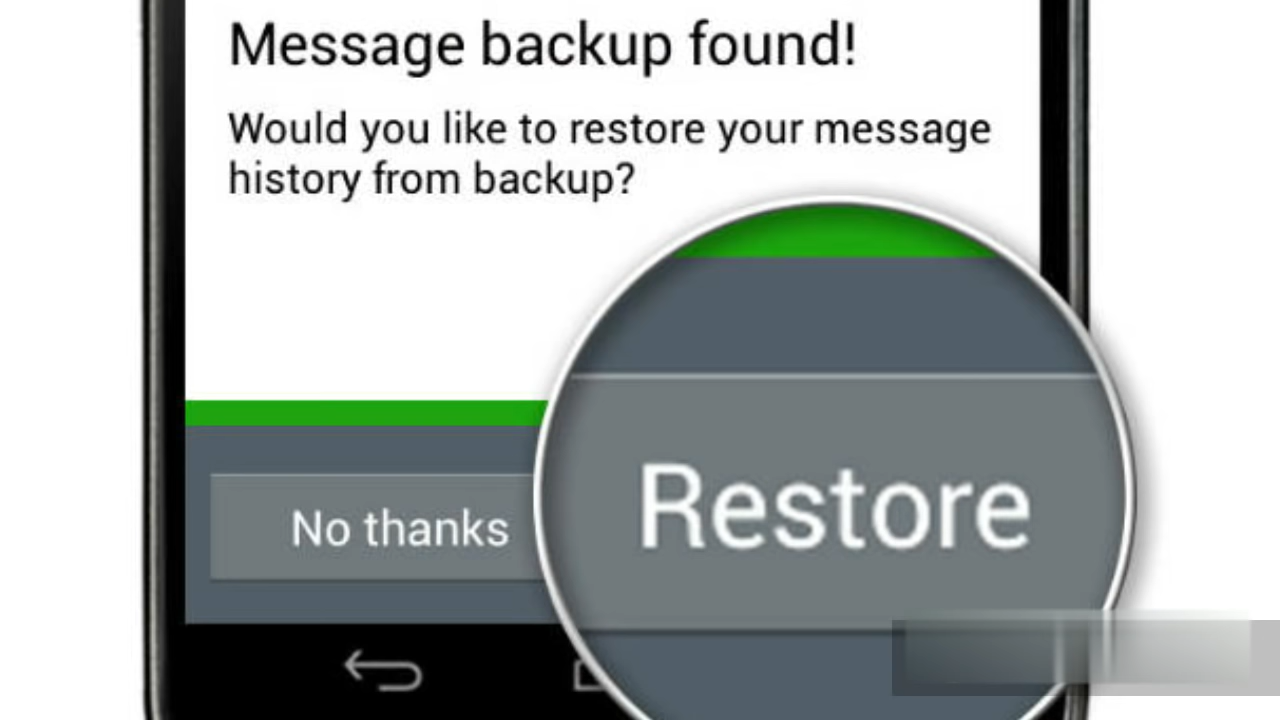 Message backup found!
Would you like to restore your message
history from backup?
No thanks
Restore